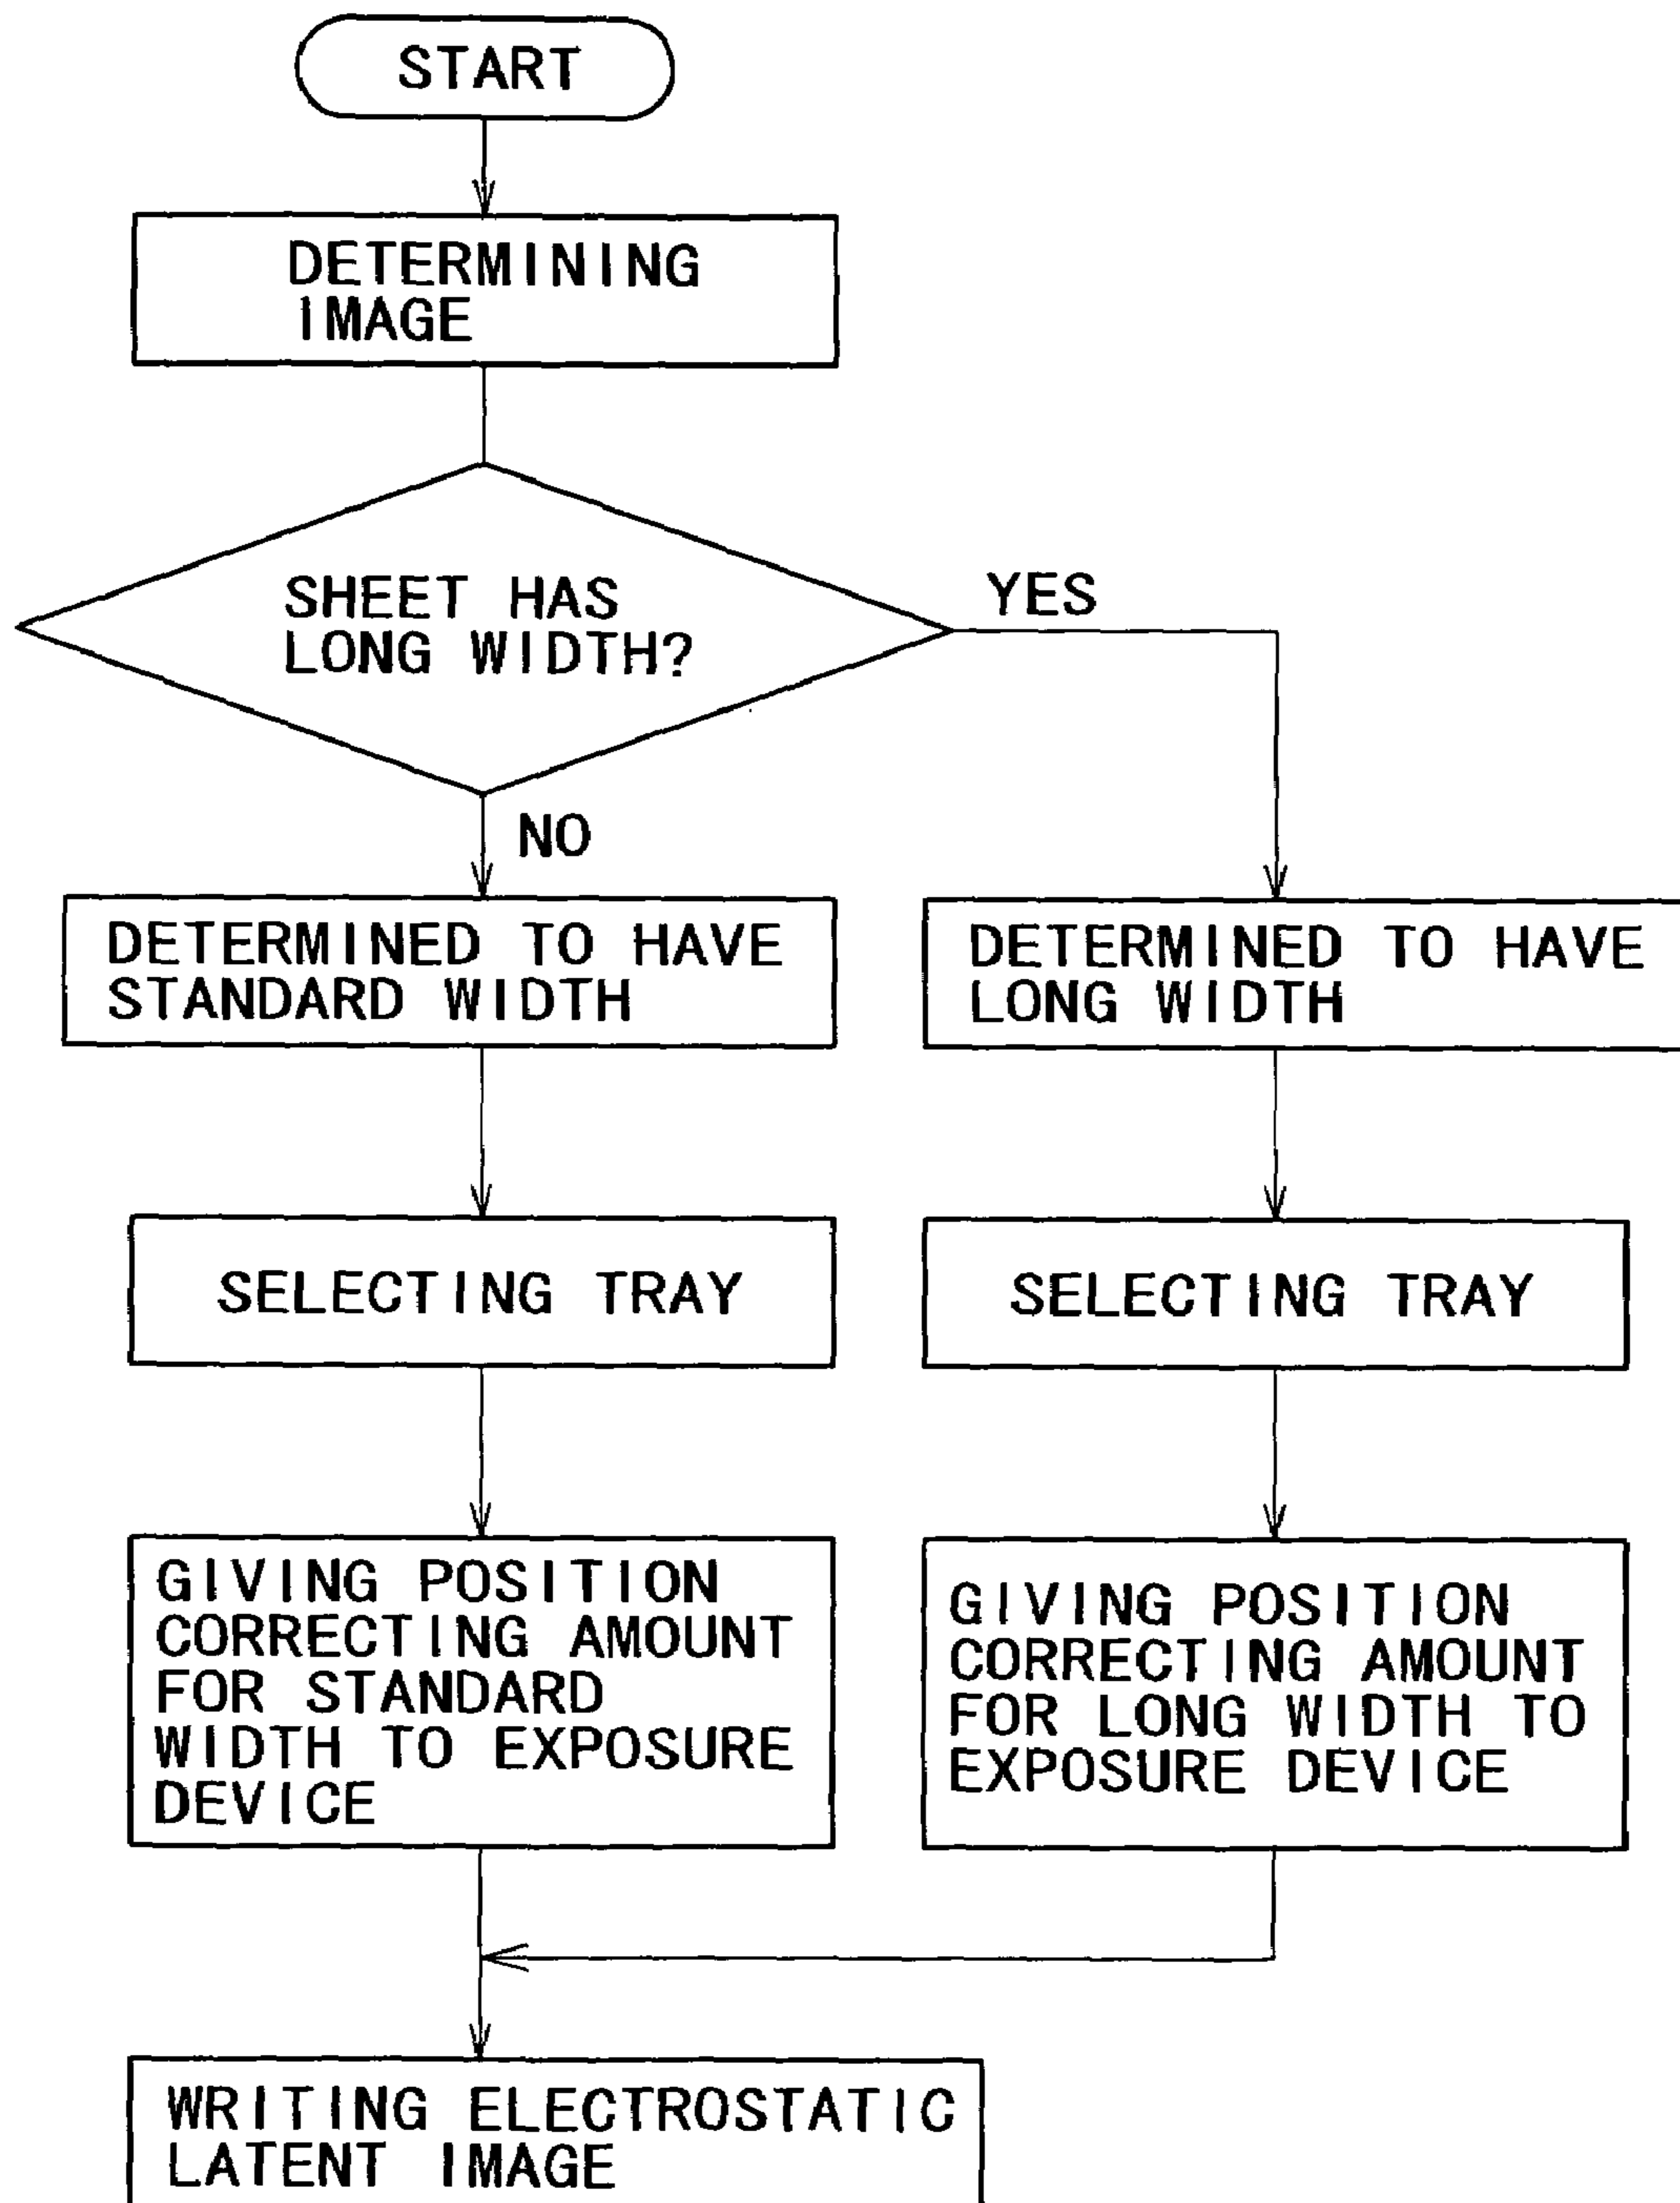 START
DETERMINING
IMAGE
SHEET HAS
LONG WIDTH?
YES
NO
DETERMINED TO HAVE
STANDARD WIDTH
DETERMINED TO HAVE
LONG WIDTH
SELECTING TRAY
SELECTING TRAY
GIVING POSITION
CORRECTING AMOUNT
FOR STANDARD
WIDTH TO EXPOSURE
DEVICE
GIVING POSITION
CORRECTING AMOUNT
FOR LONG WIDTH TO
EXPOSURE DEVICE
WRITING ELECTROSTATIC
LATENT IMAGE